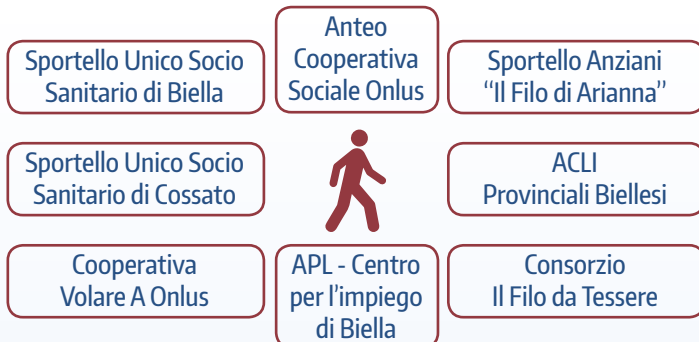 Sportello Unico Socio
Sanitario di Biella
Anteo
Cooperativa
Sociale Onlus
Sportello Anziani
“Il Filo di Arianna”
Sportello Unico Socio
Sanitario di Cossato
ACLI
Provinciali Biellesi
Cooperativa
Volare A Onlus
APL - Centro
per l'impiego
di Biella
Consorzio
Il Filo da Tessere